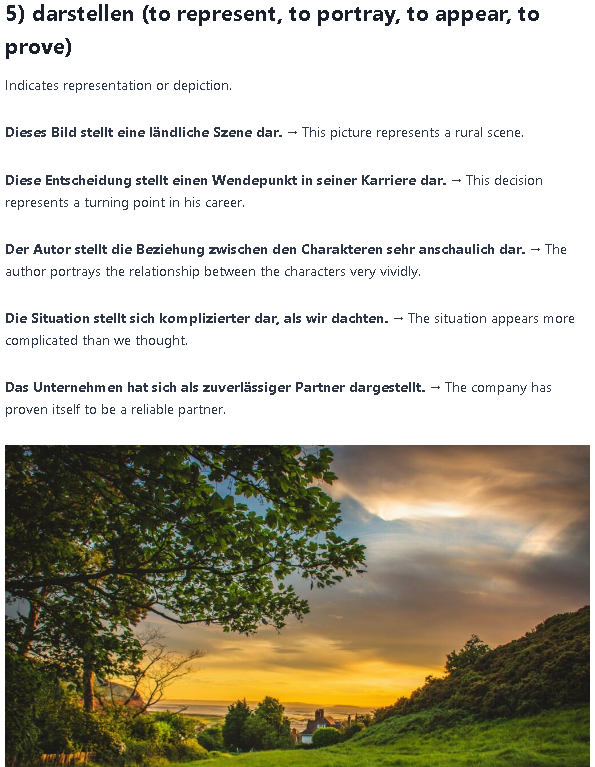 5) darstellen (to represent, to portray, to appear, to
prove)
Indicates representation or depiction.
Dieses Bild stellt eine ländliche Szene dar. → This picture represents a rural scene.
Diese Entscheidung stellt einen Wendepunkt in seiner Karriere dar. → This decision
represents a turning point in his career.
Der Autor stellt die Beziehung zwischen den Charakteren sehr anschaulich dar. → The
author portrays the relationship between the characters very vividly.
Die Situation stellt sich komplizierter dar, als wir dachten. → The situation appears more
complicated than we thought.
Das Unternehmen hat sich als zuverlässiger Partner dargestellt. → The company has
proven itself to be a reliable partner.